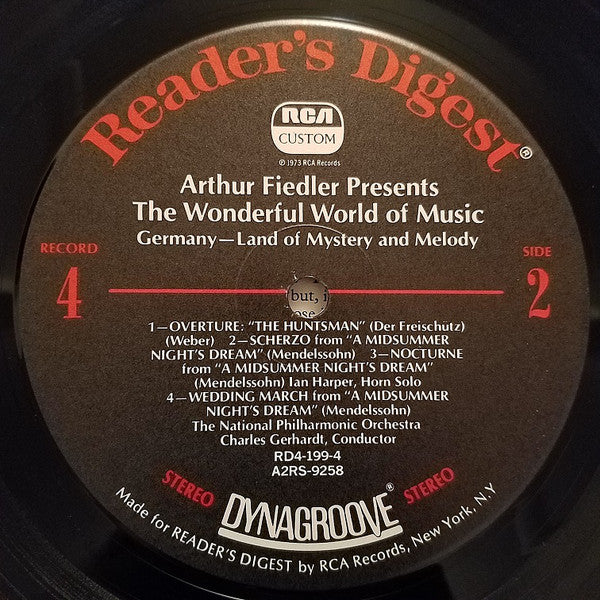 Reader's Digest®
RCA
CUSTOM
℗ 1973 RCA Records
Arthur Fiedler Presents
The Wonderful World of Music
Germany—Land of Mystery and Melody
RECORD
4
SIDE
2
but, i
ose
1—OVERTURE: "THE HUNTSMAN" (Der Freischütz)
(Weber) 2—SCHERZO from "A MIDSUMMER
NIGHT'S DREAM" (Mendelssohn) 3—NOCTURNE
from "A MIDSUMMER NIGHT'S DREAM"
(Mendelssohn) Ian Harper, Horn Solo
4—WEDDING MARCH from "A MIDSUMMER
NIGHT'S DREAM" (Mendelssohn)
The National Philharmonic Orchestra
Charles Gerhardt, Conductor
RD4-199-4
A2RS-9258
STEREO
DYNAGROOVE®
STEREO
Made for READER'S DIGEST by RCA Records, New York, N.Y.